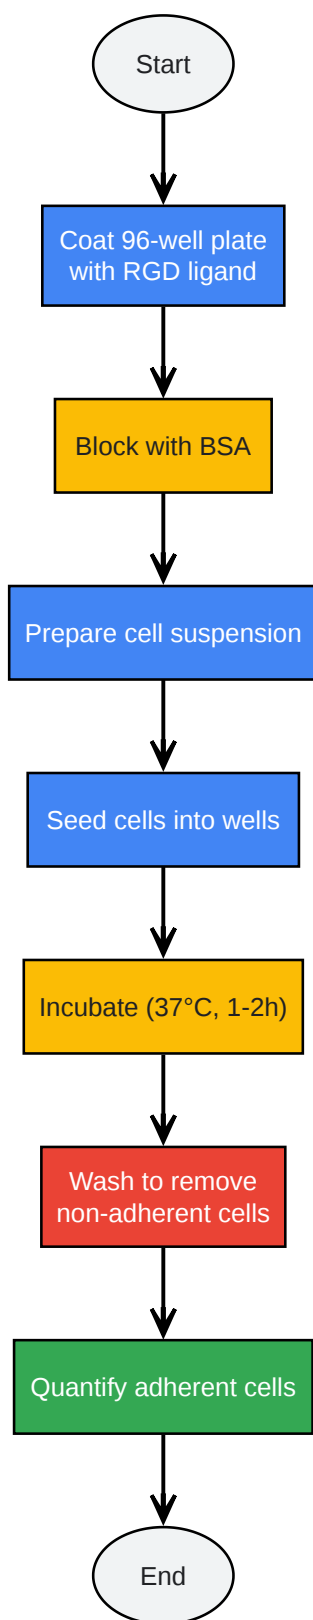 Start
Coat 96-well plate
with RGD ligand
Block with BSA
Prepare cell suspension
Seed cells into wells
Incubate (37°C, 1-2h)
Wash to remove
non-adherent cells
Quantify adherent cells
End